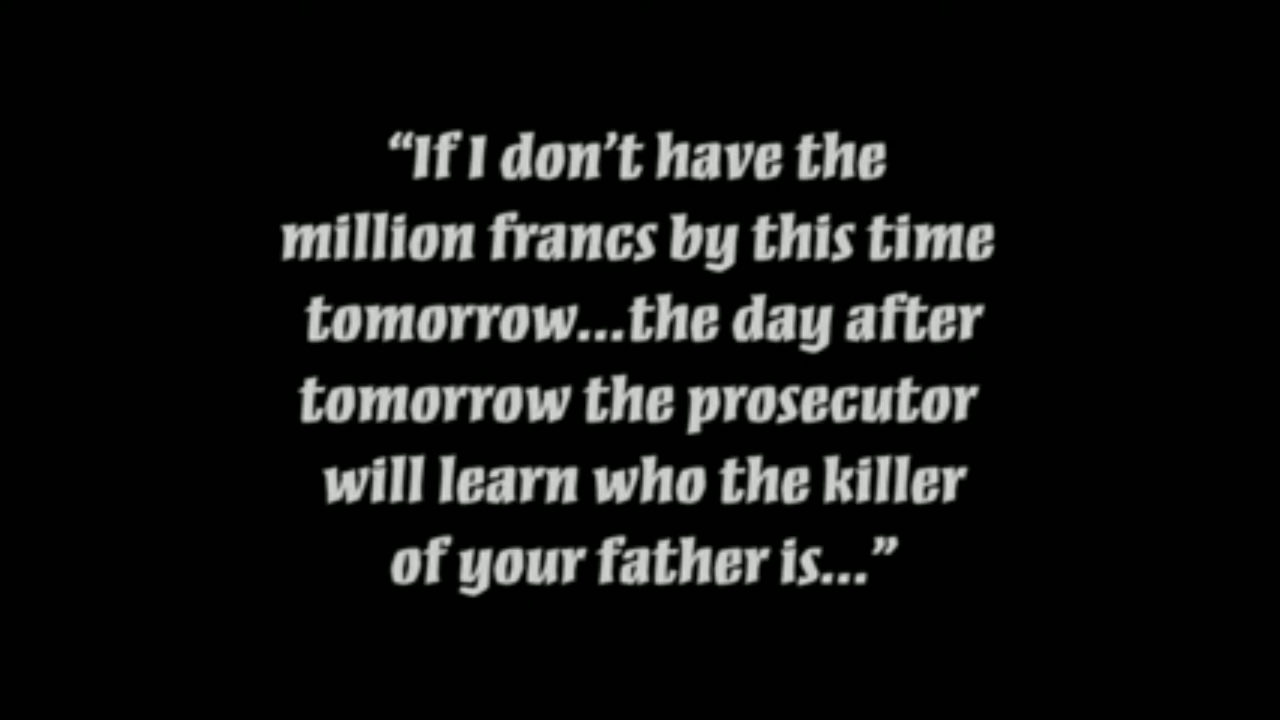 “If I don’t have the
million francs by this time
tomorrow...the day after
tomorrow the prosecutor
will learn who the killer
of your father is...”